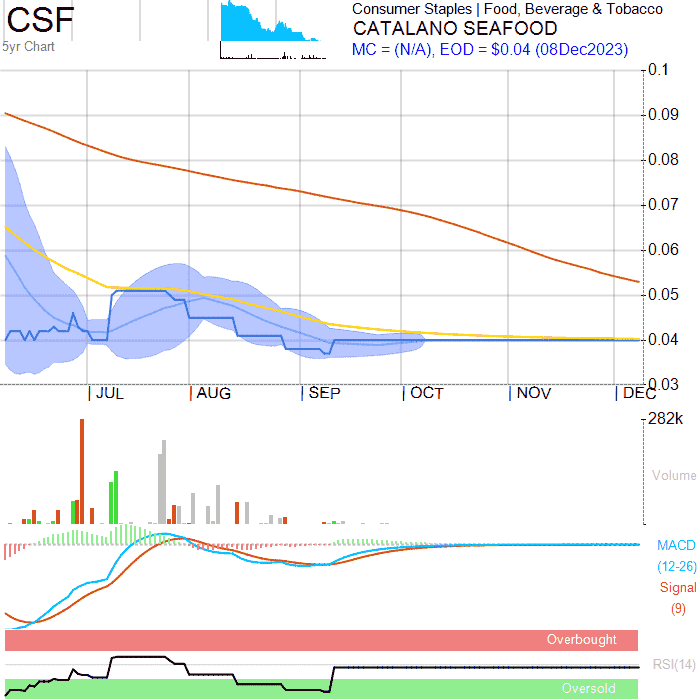 CSF
5yr Chart
Consumer Staples | Food, Beverage & Tobacco
CATALANO SEAFOOD
MC = (N/A), EOD = $0.04 (08Dec2023)
0.1
0.09
0.08
0.07
0.06
0.05
0.04
0.03
JUL AUG SEP OCT NOV DEC
282k
Volume
MACD
(12-26)
Signal
(9)
Overbought
RSI(14)
Oversold